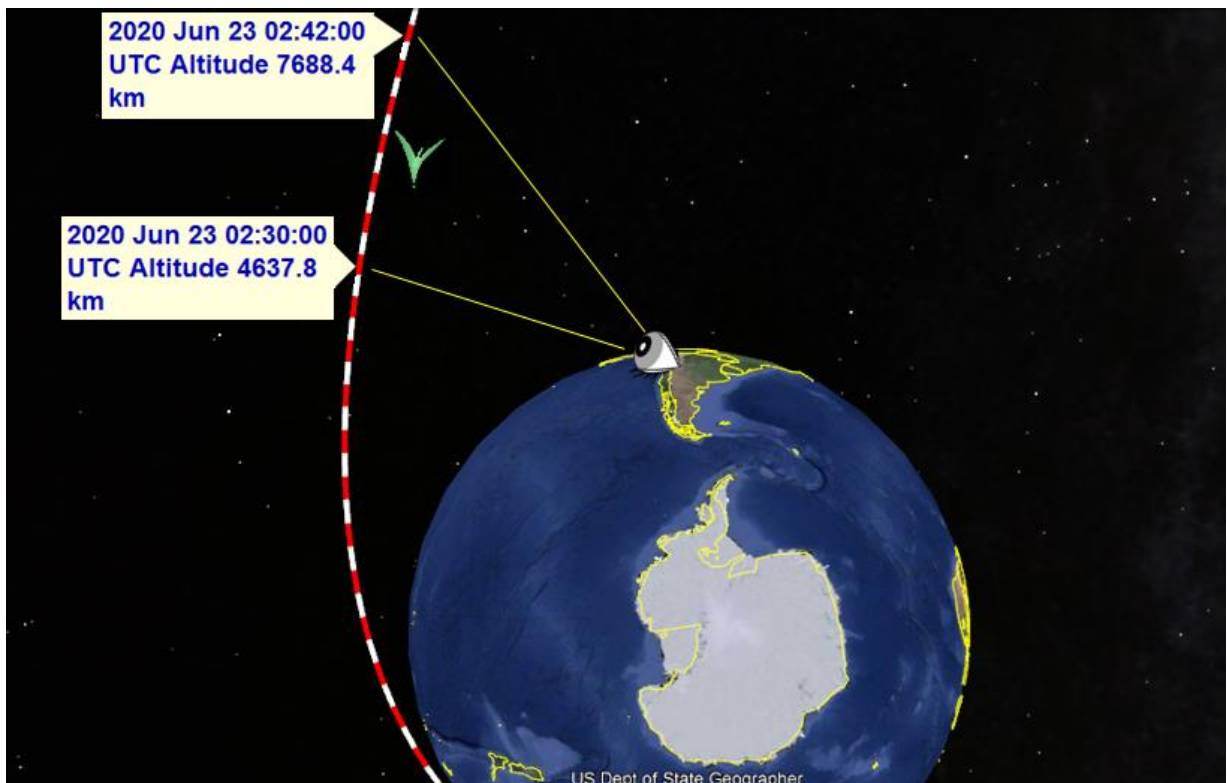 2020 Jun 23 02:42:00
UTC Altitude 7688.4
km
2020 Jun 23 02:30:00
UTC Altitude 4637.8
km
US Dept of State Geographer